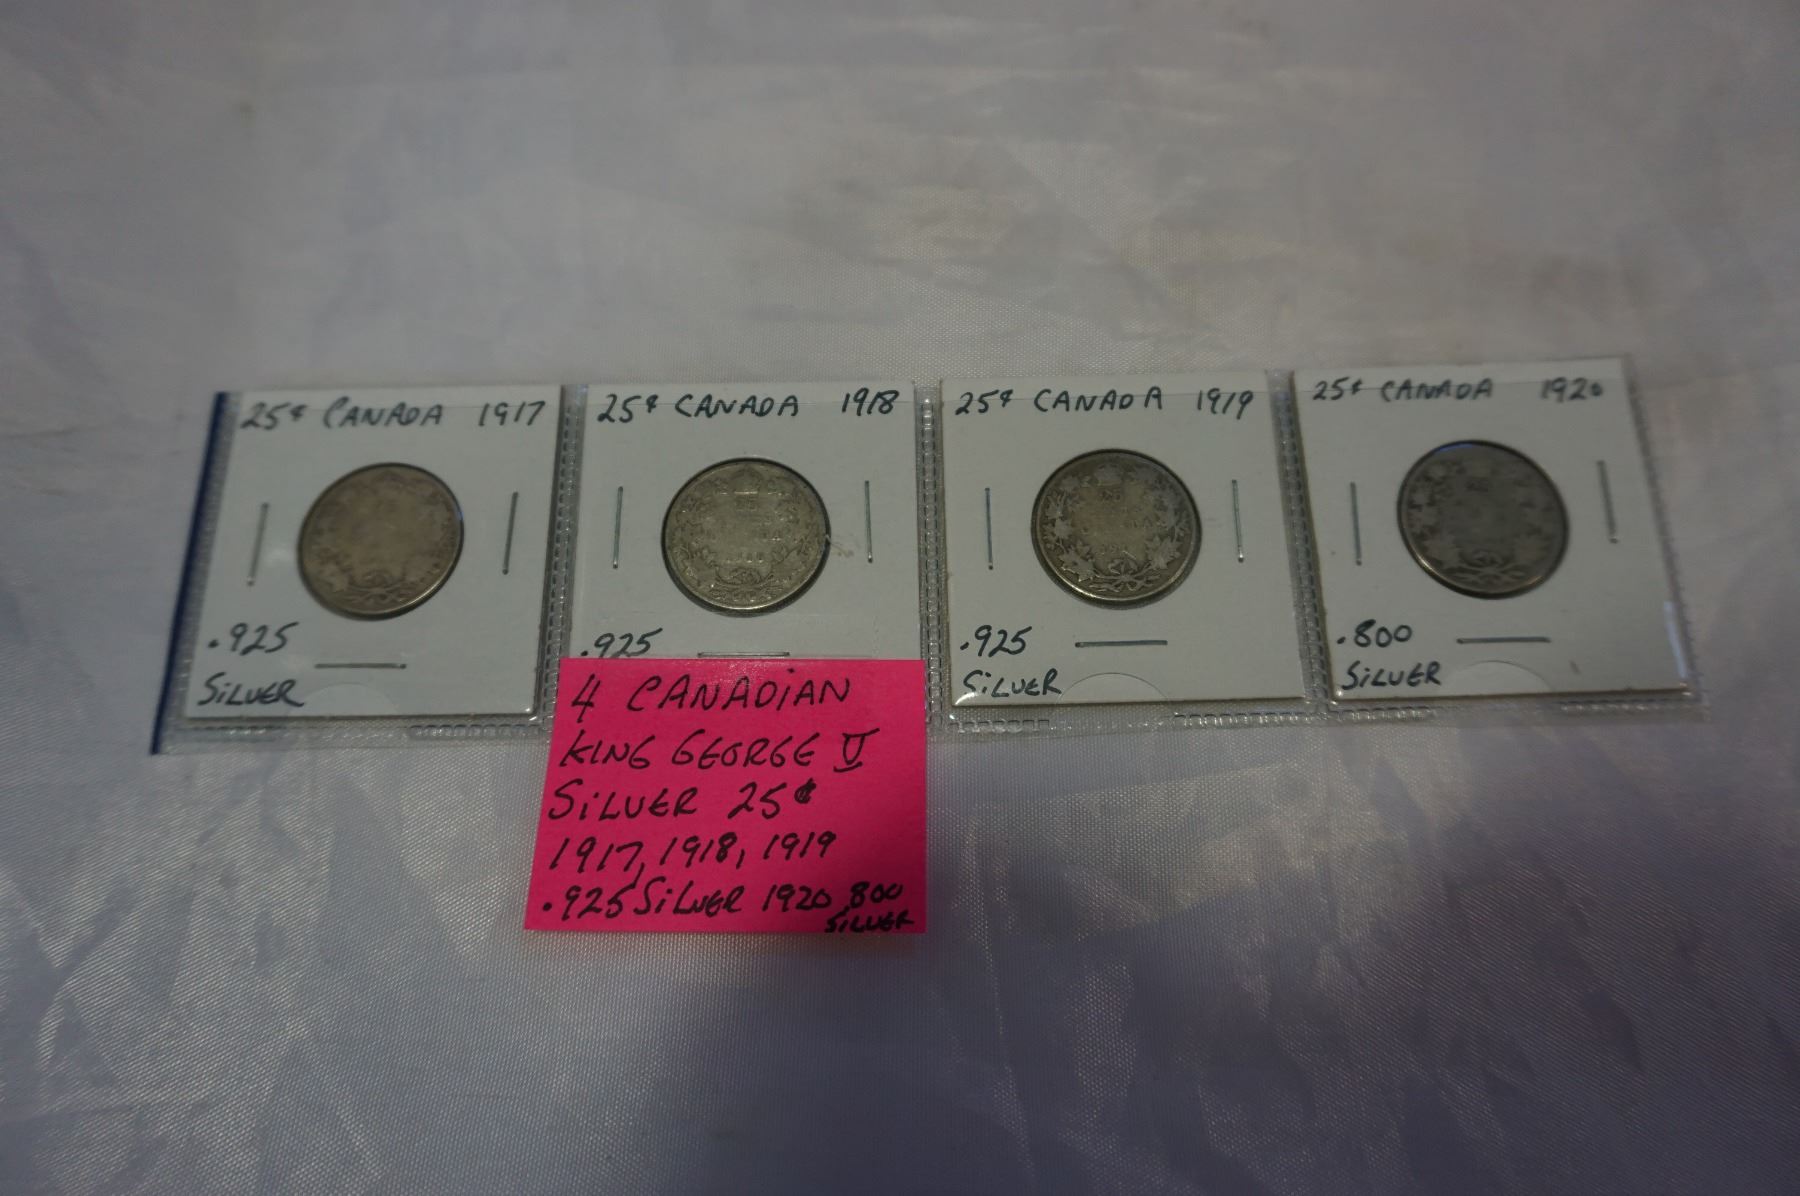 25¢ CANADA 1917
.925
SiLVER
25¢ CANADA 1918
.925
25¢ CANADA 1919
.925
SiLVER
25¢ CANADA 1920
.800
SiLVER
4 CANADiAN
KING GEORGE V
SiLVER 25¢
1917, 1918, 1919
.925 SiLVER 1920 .800
SiLVER